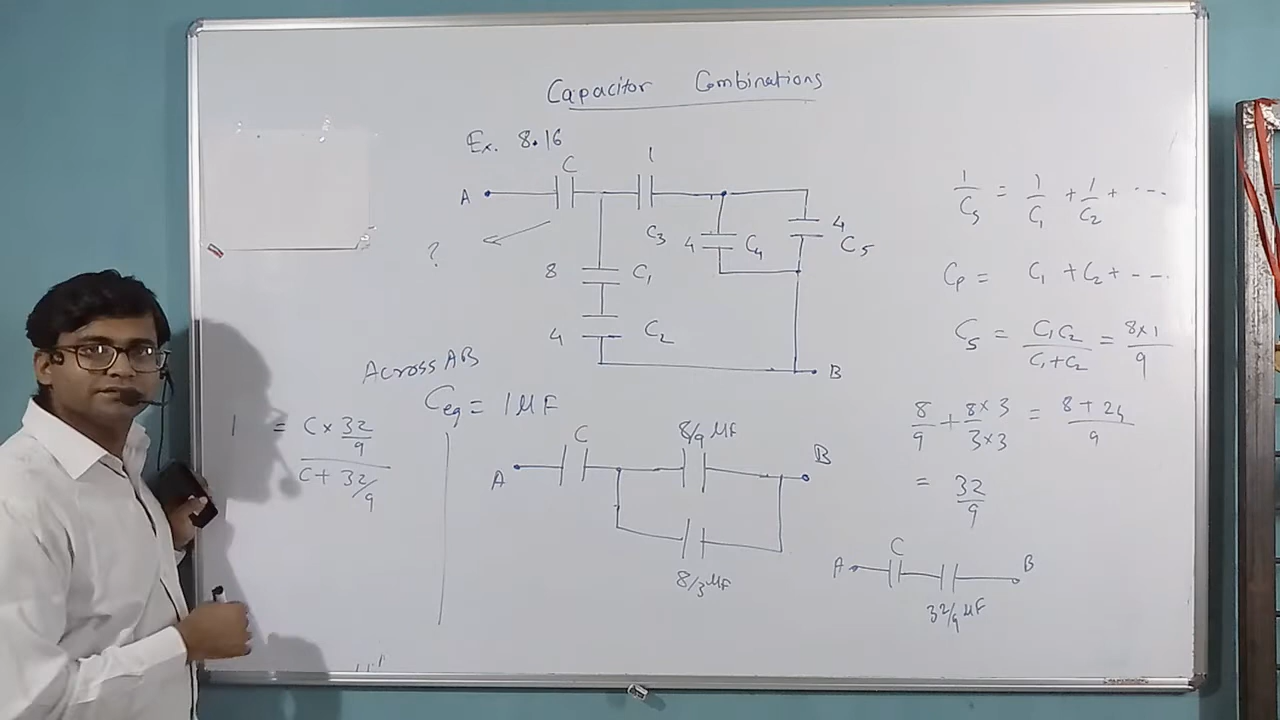 Capacitor Combinations
Ex. 8.16
A
C
1
C3
4
C4
4
C5
?
8
C1
4
C2
B
Across AB
Ceq = 1 μF
1 = C × 32/9
C + 32/9
A
C
8/9 μF
B
8/3 μF
1/Cs = 1/C1 + 1/C2 + ---
Cp = C1 + C2 + ---
Cs = C1C2/C1+C2 = 8×1/9
8/9 + 8×3/3×3 = 8+24/9
= 32/9
A
C
B
32/9 μF